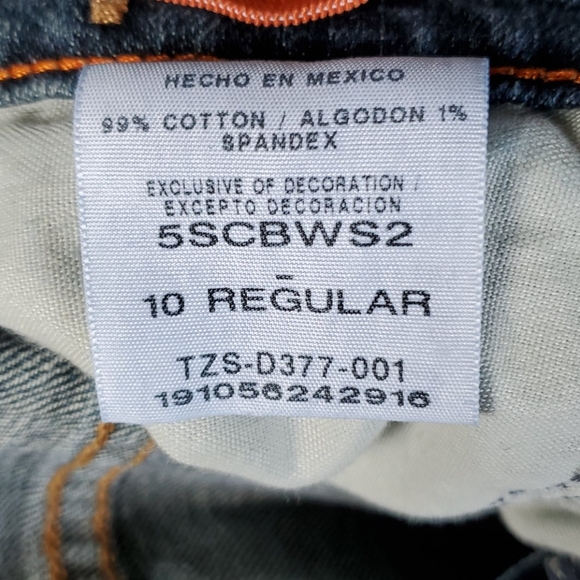 HECHO EN MEXICO
99% COTTON / ALGODON 1%
SPANDEX
EXCLUSIVE OF DECORATION /
EXCEPTO DECORACION
5SCBWS2
-
10 REGULAR
TZS-D377-001
191056242916